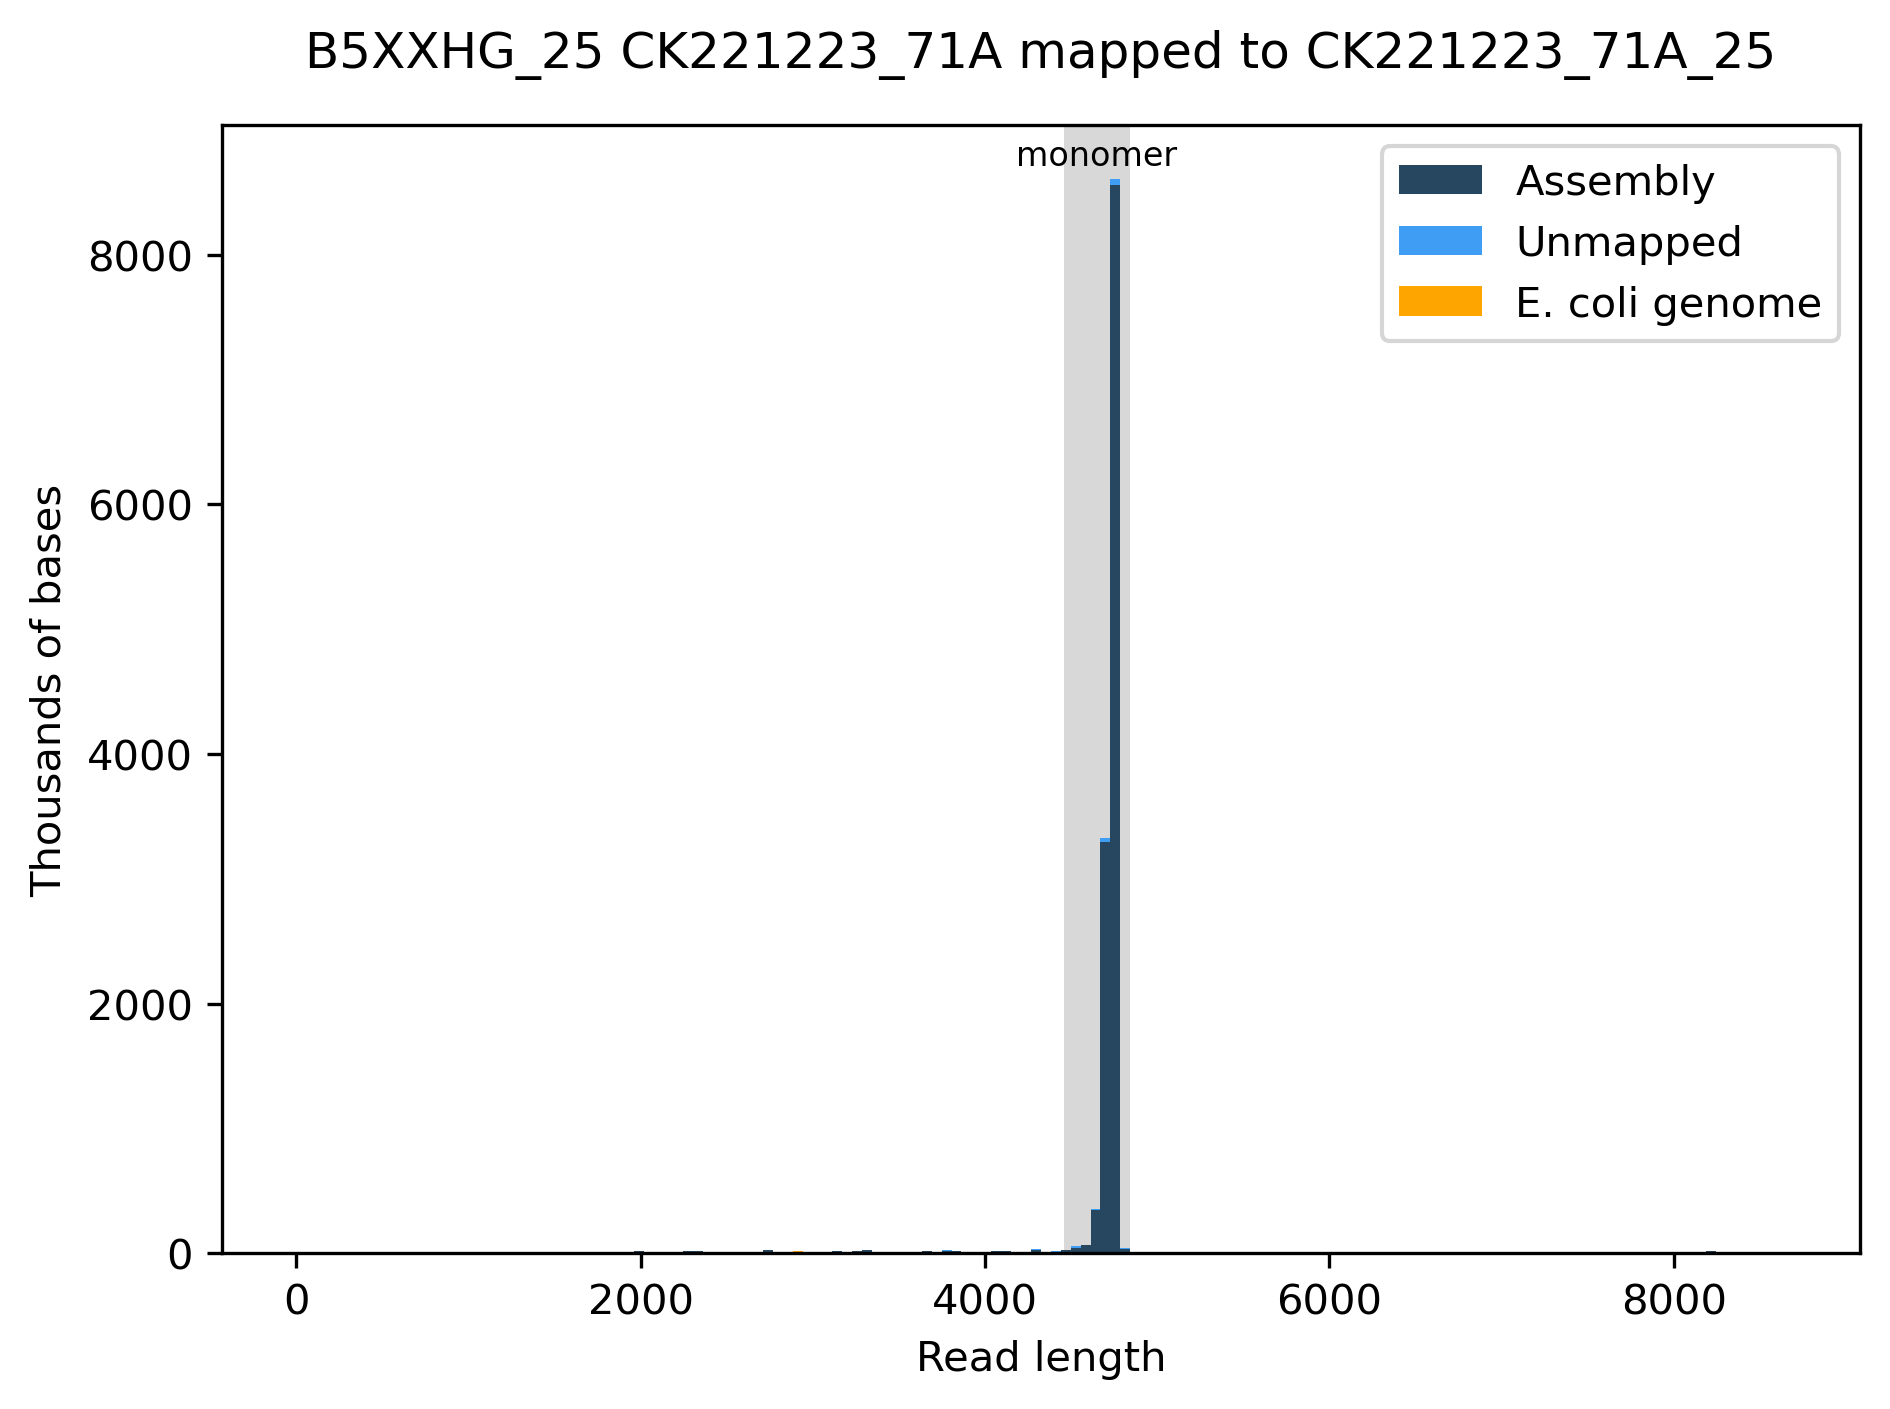 B5XXHG_25 CK221223_71A mapped to CK221223_71A_25
monomer
Assembly
Unmapped
E. coli genome
8000
6000
4000
2000
0
Thousands of bases
0 2000 4000 6000 8000
Read length